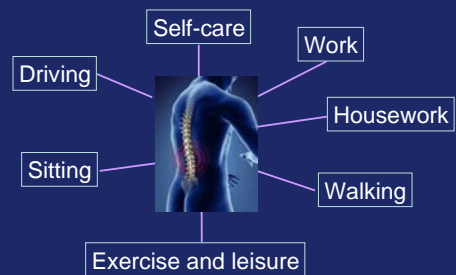 Self-care
Work
Driving
Housework
Sitting
Walking
Exercise and leisure